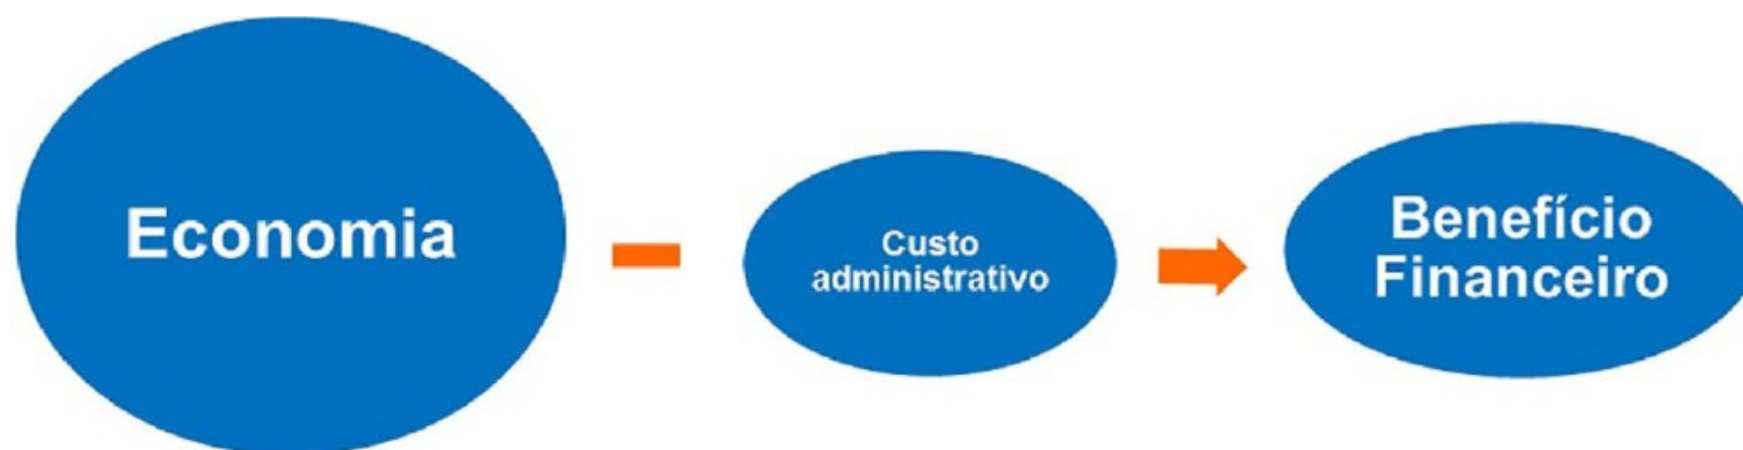 Economia
Custo
administrativo
Benefício
Financeiro